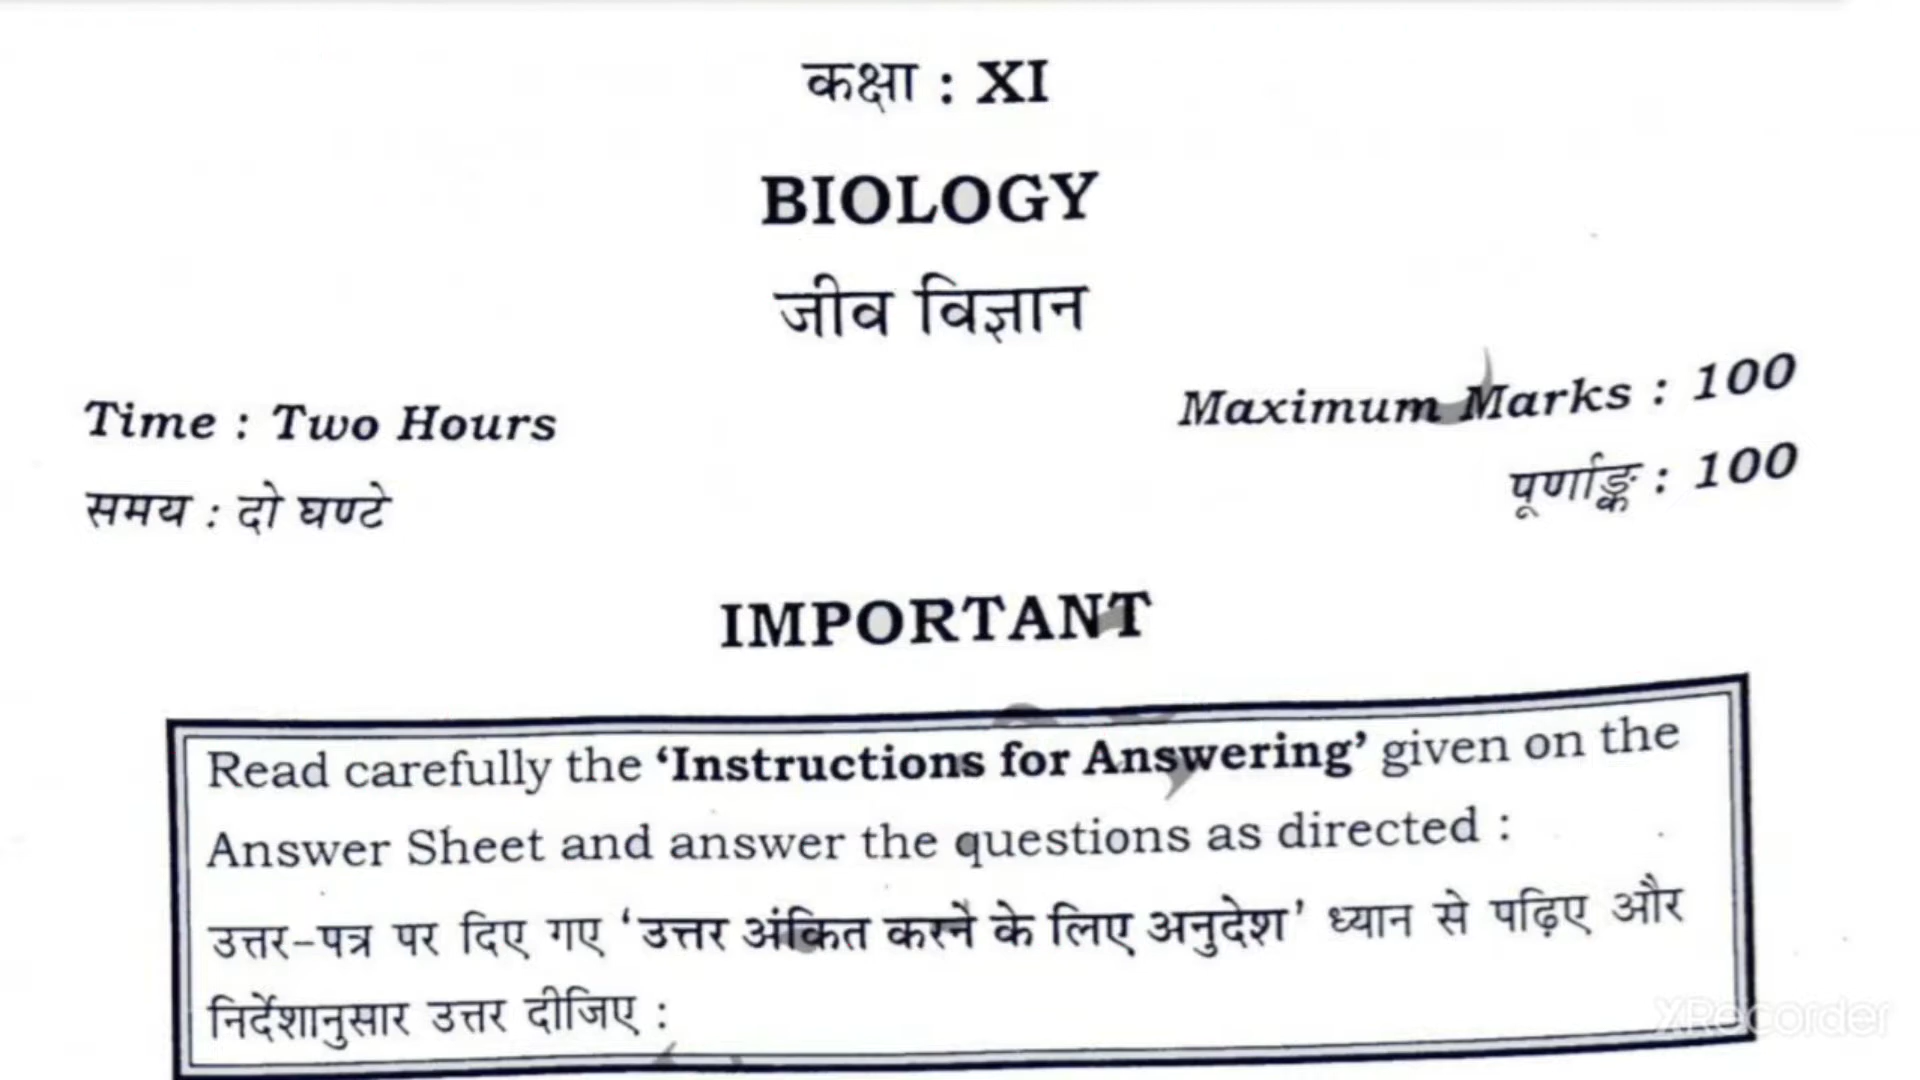 कक्षा : XI
BIOLOGY
जीव विज्ञान
Time : Two Hours
Maximum Marks : 100
समय : दो घण्टे
पूर्णाङ्क : 100
IMPORTANT
Read carefully the ‘Instructions for Answering’ given on the
Answer Sheet and answer the questions as directed :
उत्तर-पत्र पर दिए गए ‘उत्तर अंकित करने के लिए अनुदेश’ ध्यान से पढ़िए और
निर्देशानुसार उत्तर दीजिए :
XRecorder